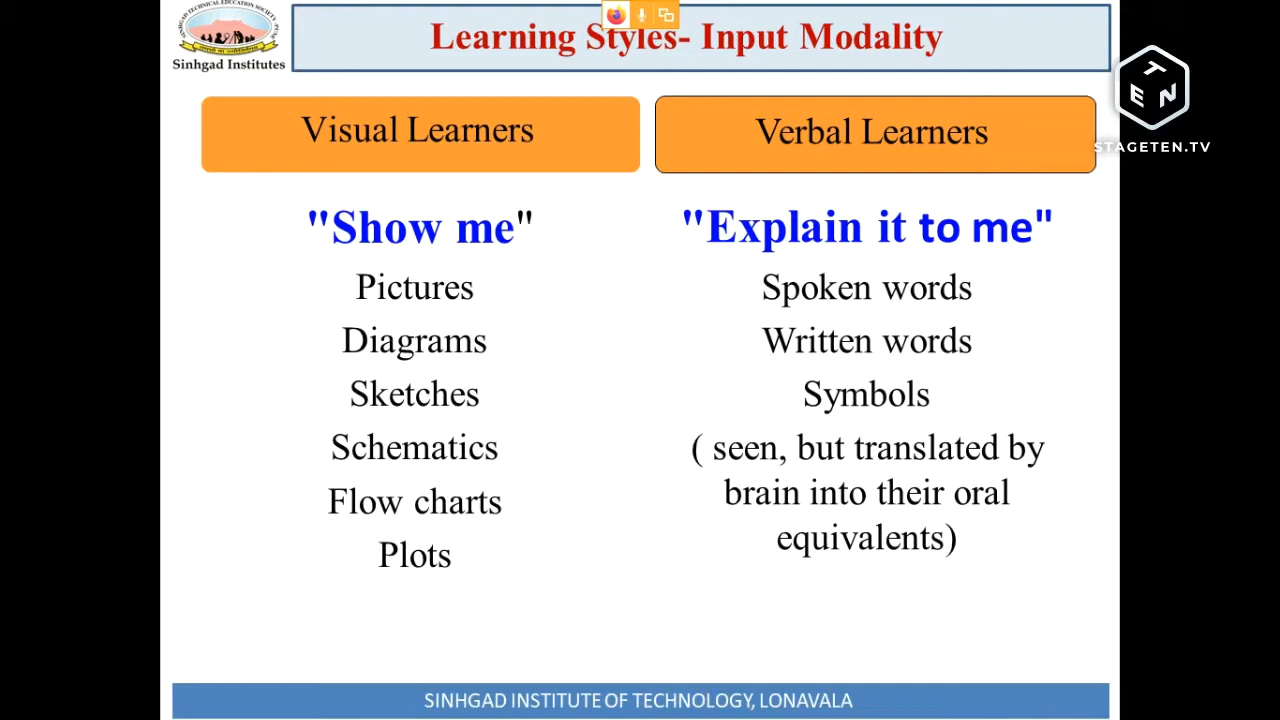 Sinhgad Institutes
Learning Styles- Input Modality
TEN
STAGETEN.TV
Visual Learners
"Show me"
Pictures
Diagrams
Sketches
Schematics
Flow charts
Plots
Verbal Learners
"Explain it to me"
Spoken words
Written words
Symbols
( seen, but translated by
brain into their oral
equivalents)
SINHGAD INSTITUTE OF TECHNOLOGY, LONAVALA